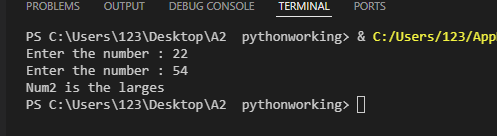 PROBLEMS OUTPUT DEBUG CONSOLE TERMINAL PORTS
PS C:\Users\123\Desktop\A2  pythonworking> & C:/Users/123/App
Enter the number : 22
Enter the number : 54
Num2 is the larges
PS C:\Users\123\Desktop\A2  pythonworking>